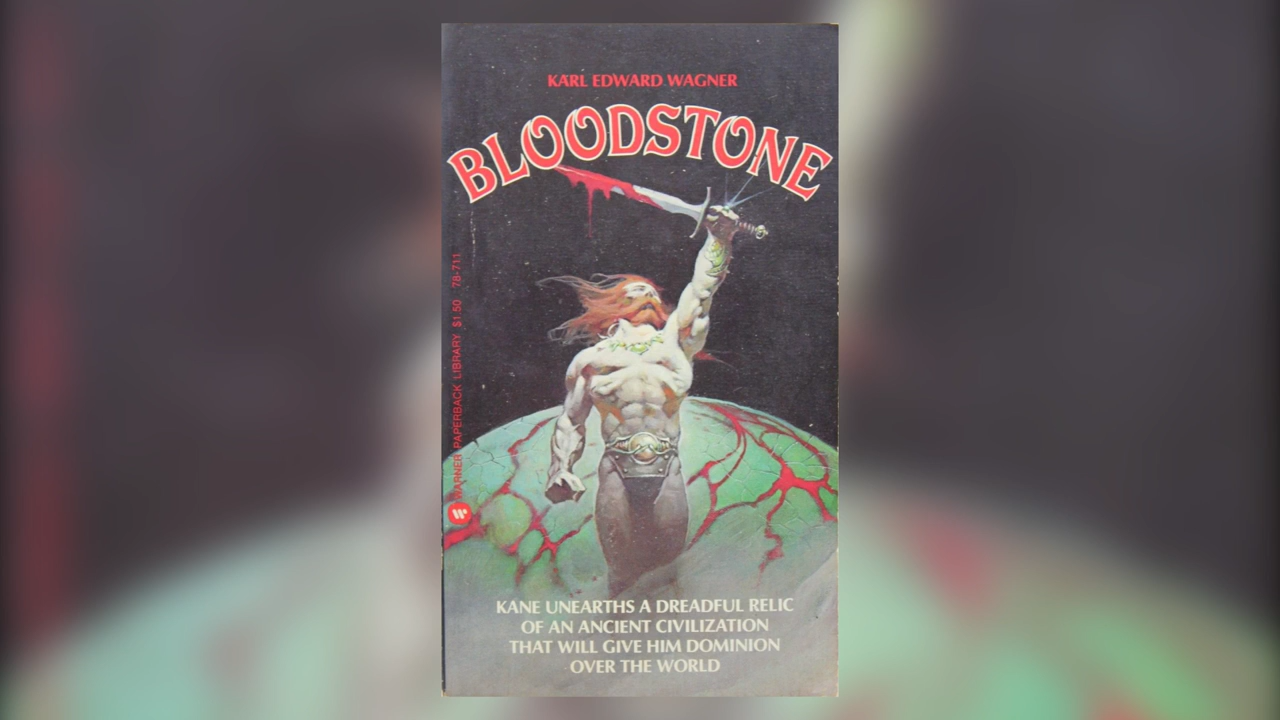 KARL EDWARD WAGNER
BLOODSTONE
WARNER PAPERBACK LIBRARY $1.50 78-711
KANE UNEARTHS A DREADFUL RELIC
OF AN ANCIENT CIVILIZATION
THAT WILL GIVE HIM DOMINION
OVER THE WORLD